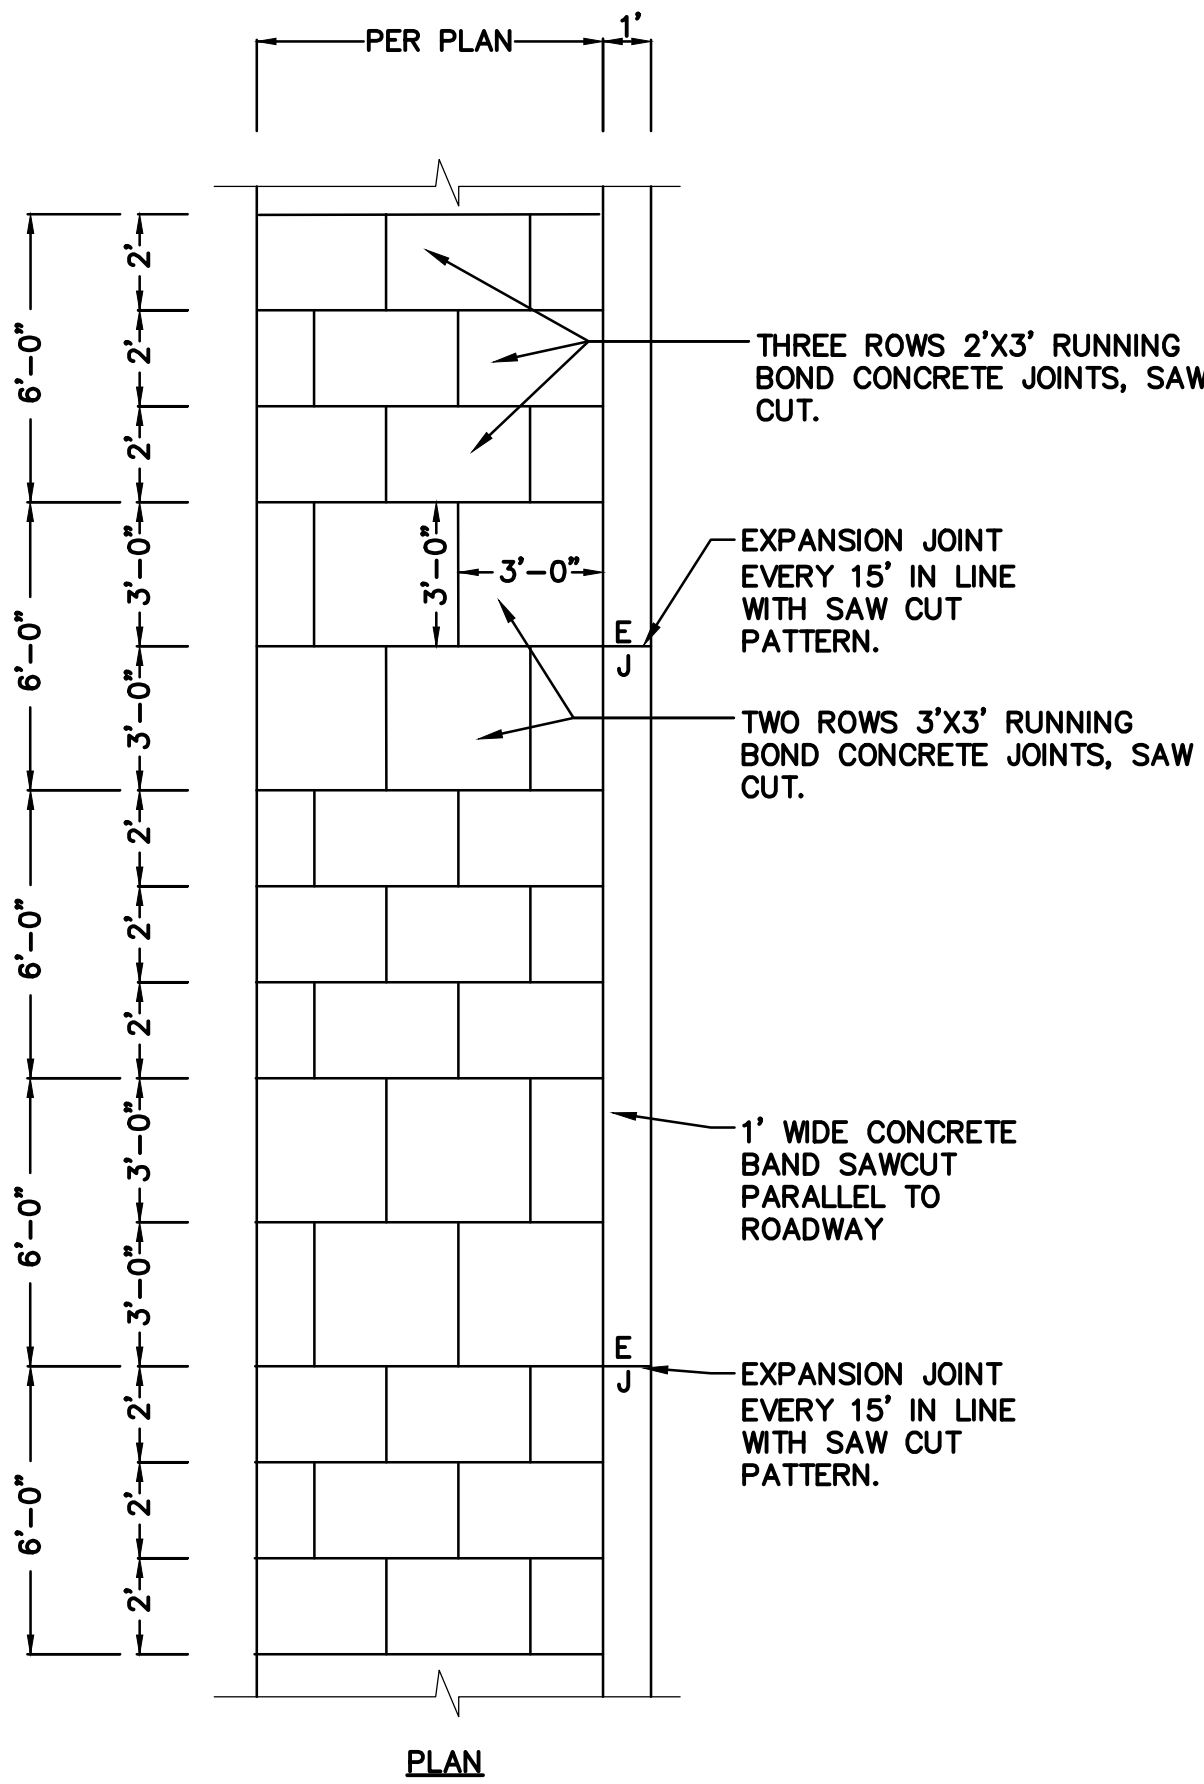 PER PLAN
1'
6'-0"
2'
2'
2'
THREE ROWS 2'X3' RUNNING
BOND CONCRETE JOINTS, SAW
CUT.
6'-0"
3'-0"
3'-0"
3'-0"
3'-0"
E
J
EXPANSION JOINT
EVERY 15' IN LINE
WITH SAW CUT
PATTERN.
TWO ROWS 3'X3' RUNNING
BOND CONCRETE JOINTS, SAW
CUT.
6'-0"
2'
2'
2'
6'-0"
3'-0"
3'-0"
1' WIDE CONCRETE
BAND SAWCUT
PARALLEL TO
ROADWAY
E
J
EXPANSION JOINT
EVERY 15' IN LINE
WITH SAW CUT
PATTERN.
6'-0"
2'
2'
2'
PLAN